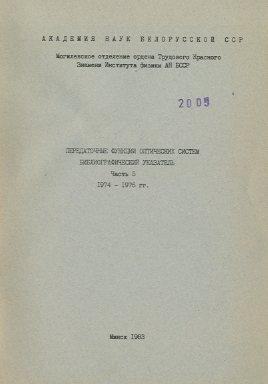 АКАДЕМИЯ НАУК БЕЛОРУССКОЙ ССР
Могилевское отделение ордена Трудового Красного
Знамени Института физики АН БССР
2005
ПЕРЕДАТОЧНЫЕ ФУНКЦИИ ОПТИЧЕСКИХ СИСТЕМ
БИБЛИОГРАФИЧЕСКИЙ УКАЗАТЕЛЬ
Часть 5
1974 - 1976 гг.
Минск 1983